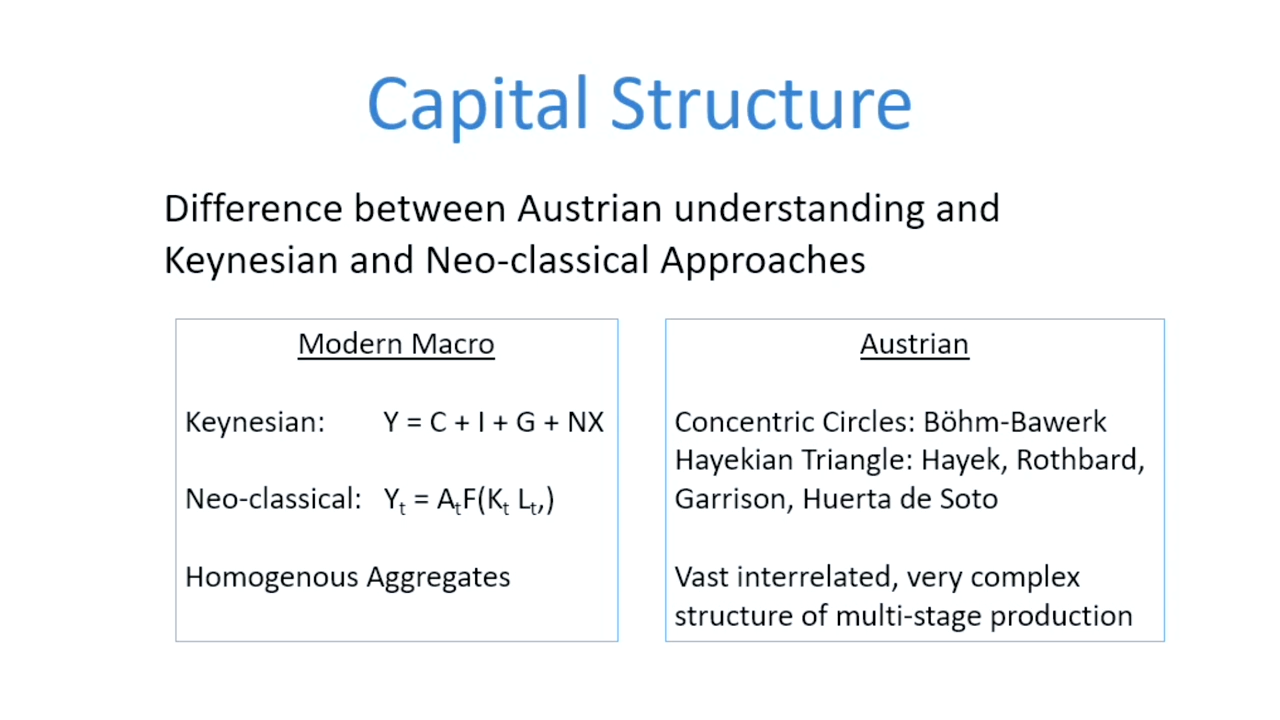 Capital Structure
Difference between Austrian understanding and
Keynesian and Neo-classical Approaches
Modern Macro
Keynesian: Y = C + I + G + NX
Neo-classical: Yₜ = AₜF(Kₜ Lₜ,)
Homogenous Aggregates
Austrian
Concentric Circles: Böhm-Bawerk
Hayekian Triangle: Hayek, Rothbard,
Garrison, Huerta de Soto
Vast interrelated, very complex
structure of multi-stage production